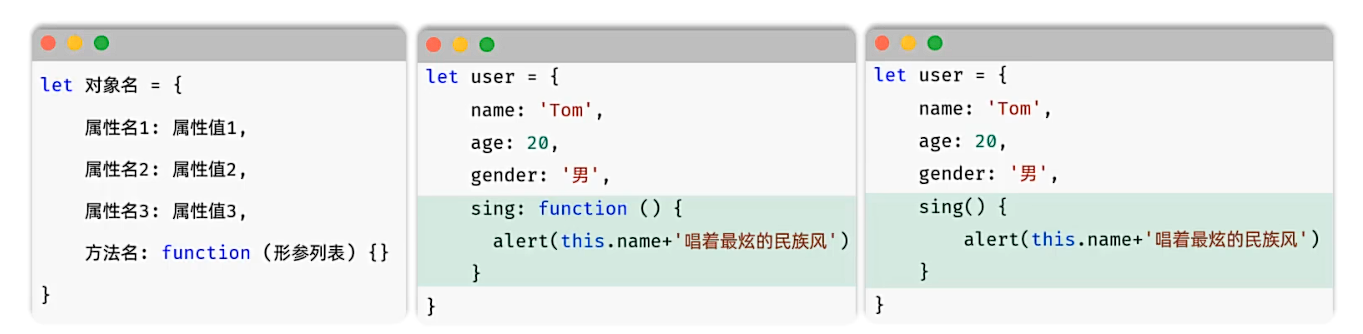 let 对象名 = {
    属性名1: 属性值1,
    属性名2: 属性值2,
    属性名3: 属性值3,
    方法名: function (形参列表) {}
}
let user = {
    name: 'Tom',
    age: 20,
    gender: '男',
    sing: function () {
      alert(this.name+'唱着最炫的民族风')
    }
}
let user = {
    name: 'Tom',
    age: 20,
    gender: '男',
    sing() {
        alert(this.name+'唱着最炫的民族风')
    }
}